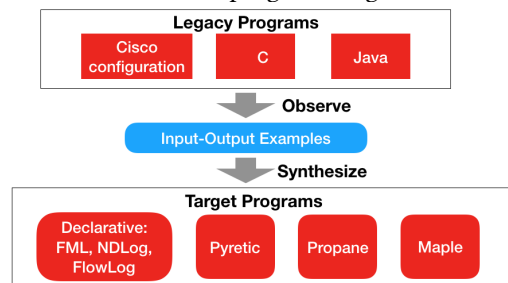 Legacy Programs
Cisco
configuration
C
Java
Observe
Input-Output Examples
Synthesize
Target Programs
Declarative:
FML, NDLog,
FlowLog
Pyretic
Propane
Maple